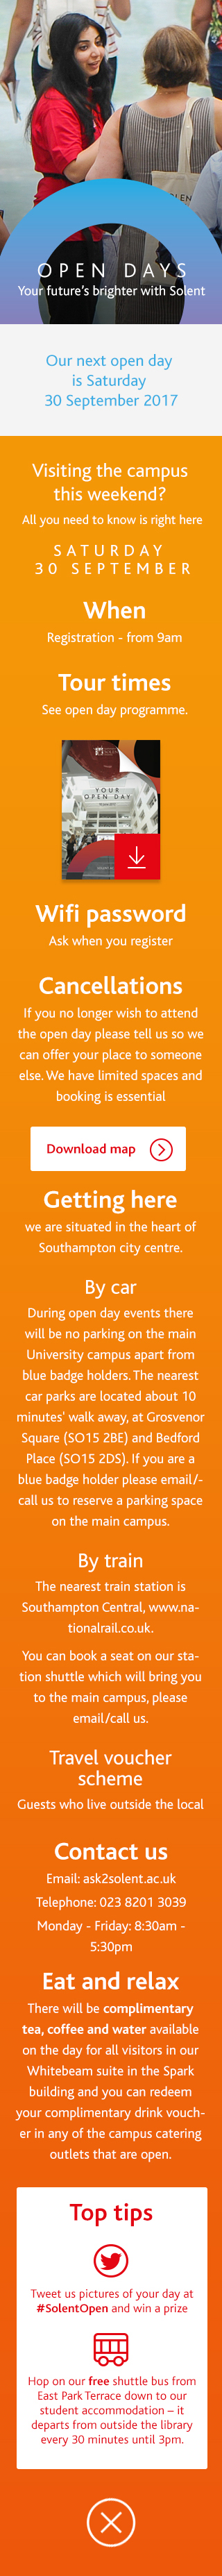 OPEN DAYS
Your future's brighter with Solent
Our next open day
is Saturday
30 September 2017
Visiting the campus
this weekend?
All you need to know is right here
SATURDAY
30 SEPTEMBER
When
Registration - from 9am
Tour times
See open day programme.
YOUR
OPEN DAY
Wifi password
Ask when you register
Cancellations
If you no longer wish to attend
the open day please tell us so we
can offer your place to someone
else. We have limited spaces and
booking is essential
Download map
Getting here
we are situated in the heart of
Southampton city centre.
By car
During open day events there
will be no parking on the main
University campus apart from
blue badge holders. The nearest
car parks are located about 10
minutes' walk away, at Grosvenor
Square (SO15 2BE) and Bedford
Place (SO15 2DS). If you are a
blue badge holder please email/-
call us to reserve a parking space
on the main campus.
By train
The nearest train station is
Southampton Central, www.na-
tionalrail.co.uk.
You can book a seat on our sta-
tion shuttle which will bring you
to the main campus, please
email/call us.
Travel voucher
scheme
Guests who live outside the local
Contact us
Email: ask2solent.ac.uk
Telephone: 023 8201 3039
Monday - Friday: 8:30am -
5:30pm
Eat and relax
There will be complimentary
tea, coffee and water available
on the day for all visitors in our
Whitebeam suite in the Spark
building and you can redeem
your complimentary drink vouch-
er in any of the campus catering
outlets that are open.
Top tips
Tweet us pictures of your day at
#SolentOpen and win a prize
Hop on our free shuttle bus from
East Park Terrace down to our
student accommodation – it
departs from outside the library
every 30 minutes until 3pm.